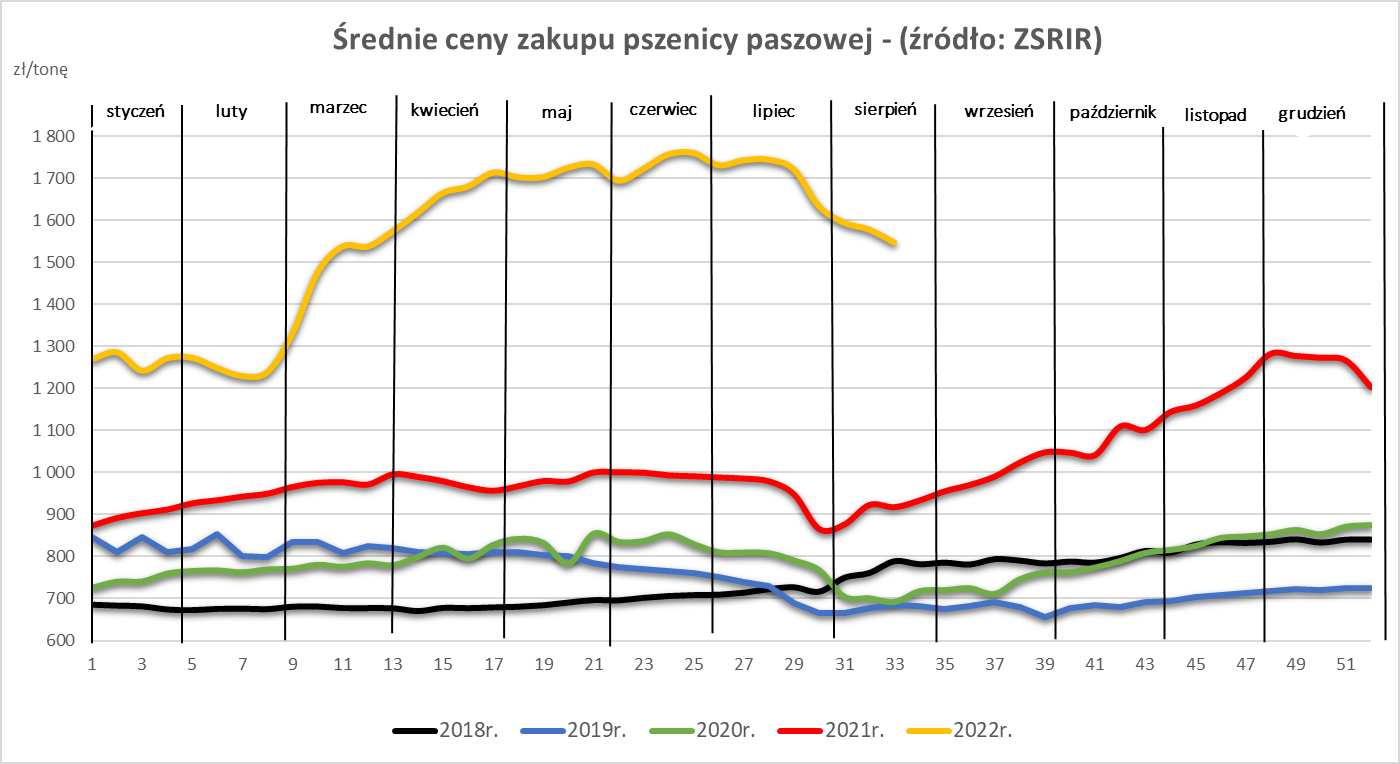 Średnie ceny zakupu pszenicy paszowej - (źródło: ZSRIR)
zł/tonę
styczeń luty marzec kwiecień maj czerwiec lipiec sierpień wrzesień październik listopad grudzień
1 800
1 700
1 600
1 500
1 400
1 300
1 200
1 100
1 000
900
800
700
600
1 3 5 7 9 11 13 15 17 19 21 23 25 27 29 31 33 35 37 39 41 43 45 47 49 51
2018r. 2019r. 2020r. 2021r. 2022r.